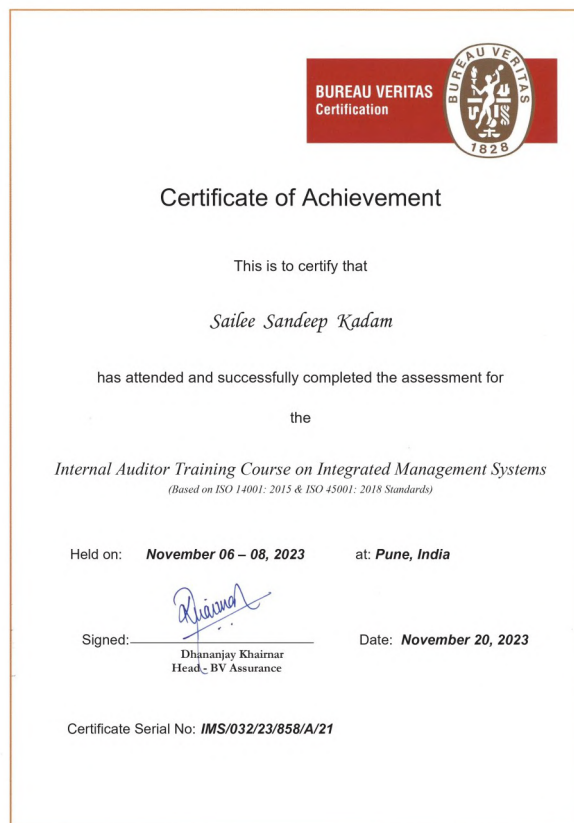 BUREAU VERITAS
Certification
BUREAU VERITAS
1828
Certificate of Achievement
This is to certify that
Sailee Sandeep Kadam
has attended and successfully completed the assessment for
the
Internal Auditor Training Course on Integrated Management Systems
(Based on ISO 14001: 2015 & ISO 45001: 2018 Standards)
Held on: November 06 – 08, 2023 at: Pune, India
Khairnar
Signed: Date: November 20, 2023
Dhananjay Khairnar
Head - BV Assurance
Certificate Serial No: IMS/032/23/858/A/21